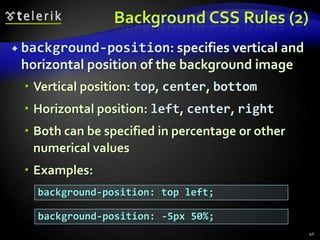 telerik
Background CSS Rules (2)
background-position: specifies vertical and
horizontal position of the background image
Vertical position: top, center, bottom
Horizontal position: left, center, right
Both can be specified in percentage or other
numerical values
Examples:
background-position: top left;
background-position: -5px 50%;